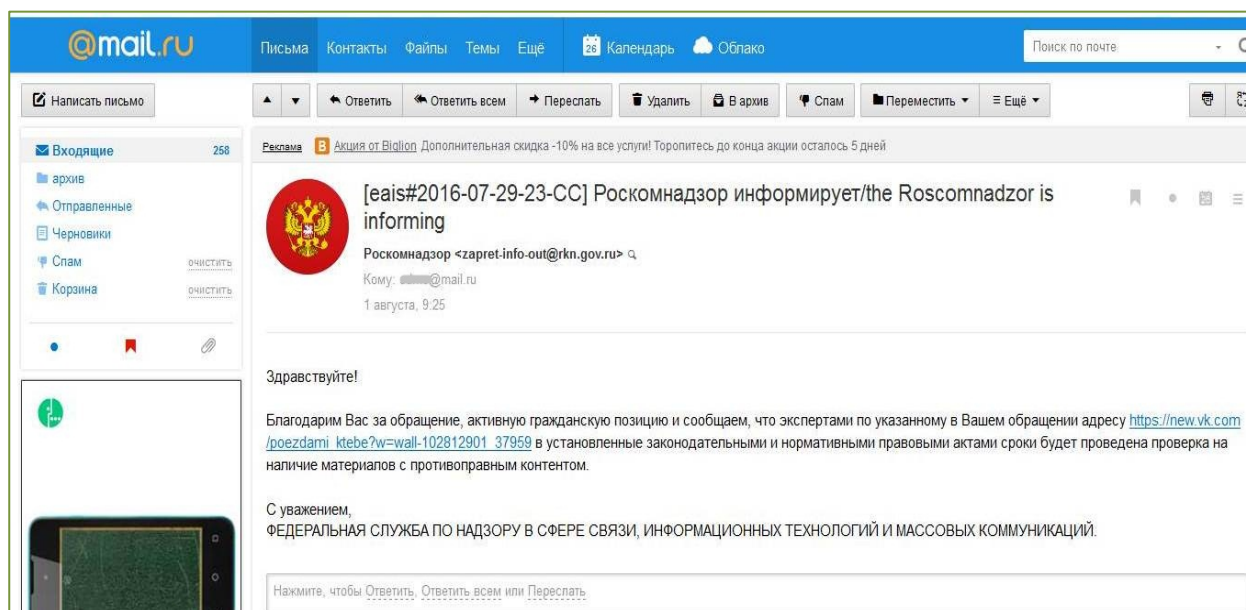 @mail.ru
Письма Контакты Файлы Темы Ещё 26 Календарь Облако
Поиск по почте
Написать письмо
Ответить Ответить всем Переслать Удалить В архив Спам Переместить Ещё
Входящие 258
архив
Отправленные
Черновики
Спам очистить
Корзина очистить
Реклама B Акция от Biglion Дополнительная скидка -10% на все услуги! Торопитесь до конца акции осталось 5 дней
[eais#2016-07-29-23-CC] Роскомнадзор информирует/the Roscomnadzor is
informing
Роскомнадзор <zapret-info-out@rkn.gov.ru>
Кому: @mail.ru
1 августа, 9:25
Здравствуйте!
Благодарим Вас за обращение, активную гражданскую позицию и сообщаем, что экспертами по указанному в Вашем обращении адресу https://new.vk.com
/poezdami_ktebe?w=wall-102812901_37959 в установленные законодательными и нормативными правовыми актами сроки будет проведена проверка на
наличие материалов с противоправным контентом.
С уважением,
ФЕДЕРАЛЬНАЯ СЛУЖБА ПО НАДЗОРУ В СФЕРЕ СВЯЗИ, ИНФОРМАЦИОННЫХ ТЕХНОЛОГИЙ И МАССОВЫХ КОММУНИКАЦИЙ.
Нажмите, чтобы Ответить, Ответить всем или Переслать